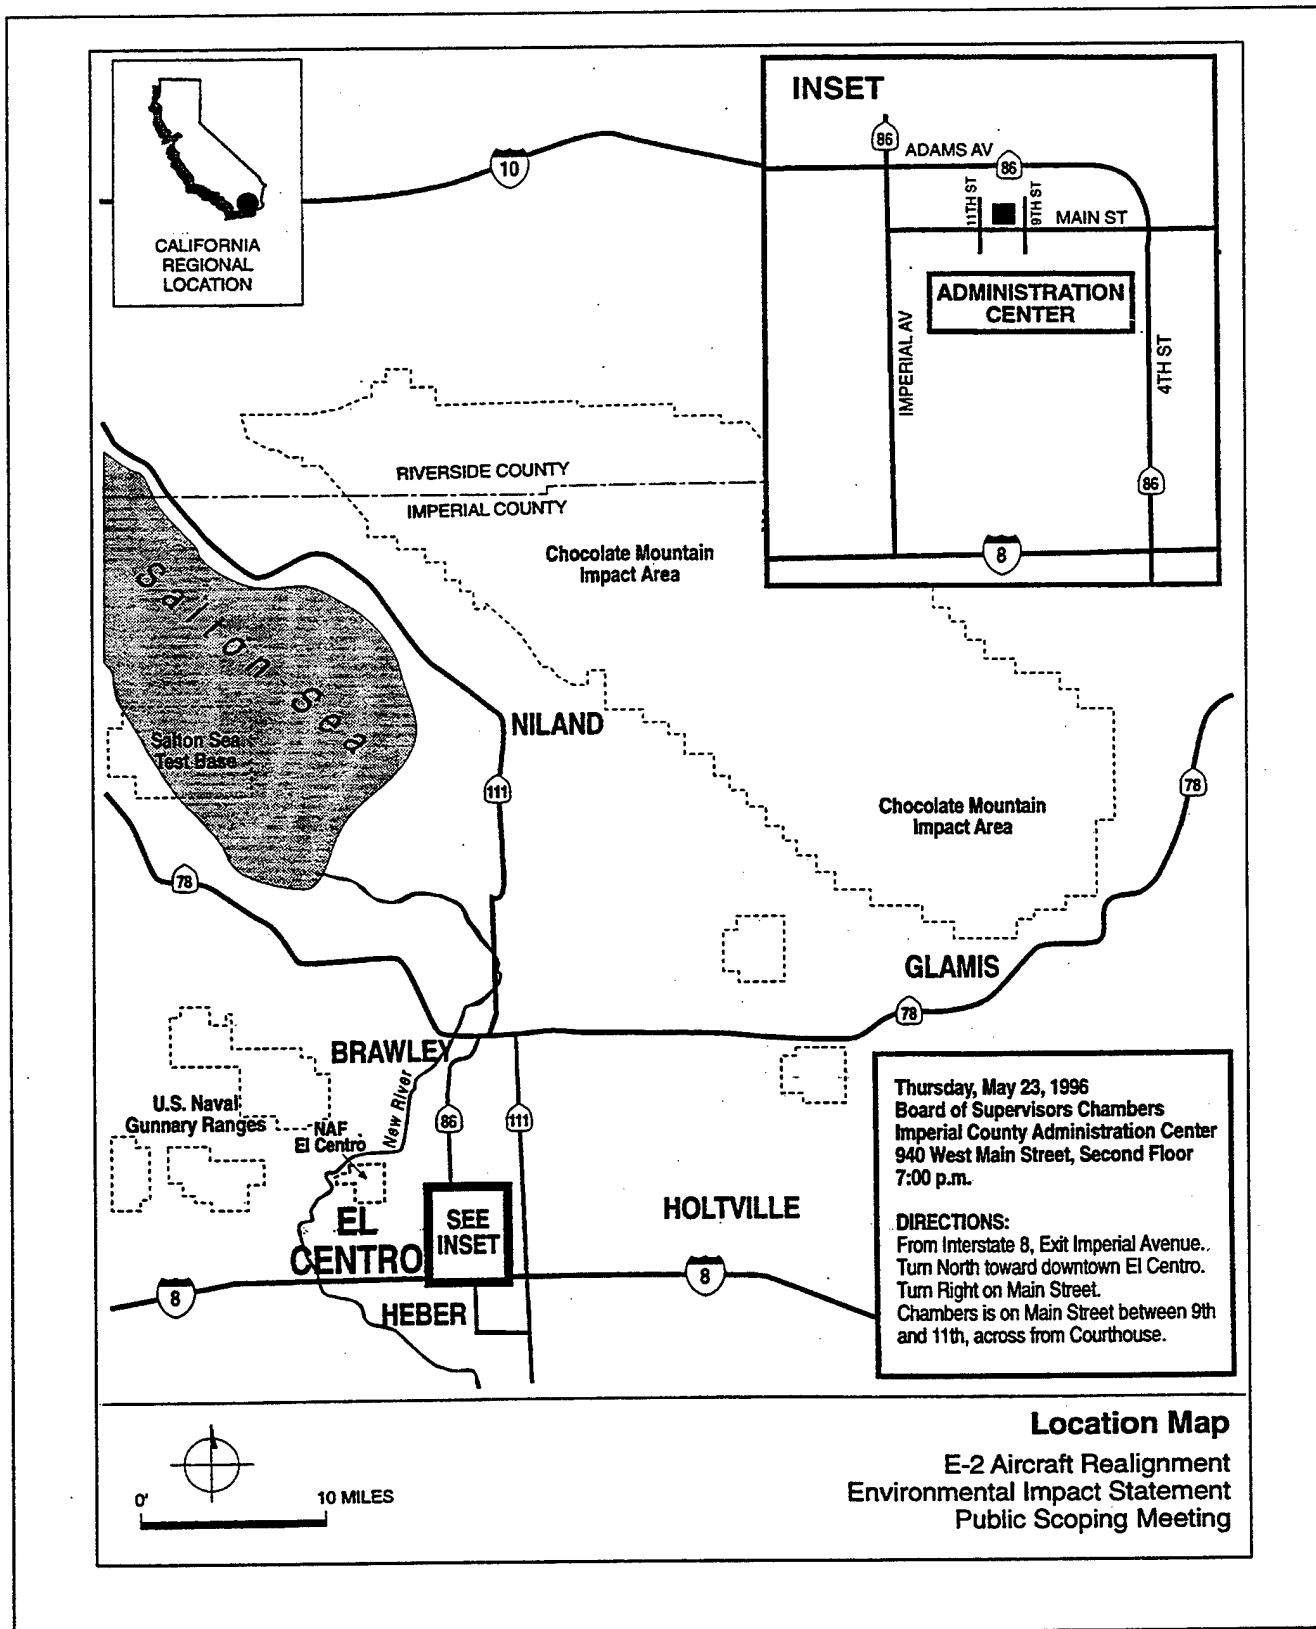 INSET
86
ADAMS AV
86
11TH ST
9TH ST
MAIN ST
ADMINISTRATION
CENTER
IMPERIAL AV
4TH ST
86
8
CALIFORNIA
REGIONAL
LOCATION
10
RIVERSIDE COUNTY
IMPERIAL COUNTY
Chocolate Mountain
Impact Area
Salton Sea
NILAND
Salton Sea
Test Base
111
78
Chocolate Mountain
Impact Area
78
GLAMIS
78
BRAWLEY
New River
U.S. Naval
Gunnary Ranges
NAF
El Centro
86
111
EL
CENTRO
SEE
INSET
HOLTVILLE
8
8
HEBER
Thursday, May 23, 1996
Board of Supervisors Chambers
Imperial County Administration Center
940 West Main Street, Second Floor
7:00 p.m.
DIRECTIONS:
From Interstate 8, Exit Imperial Avenue..
Turn North toward downtown El Centro.
Turn Right on Main Street.
Chambers is on Main Street between 9th
and 11th, across from Courthouse.
0'
10 MILES
Location Map
E-2 Aircraft Realignment
Environmental Impact Statement
Public Scoping Meeting